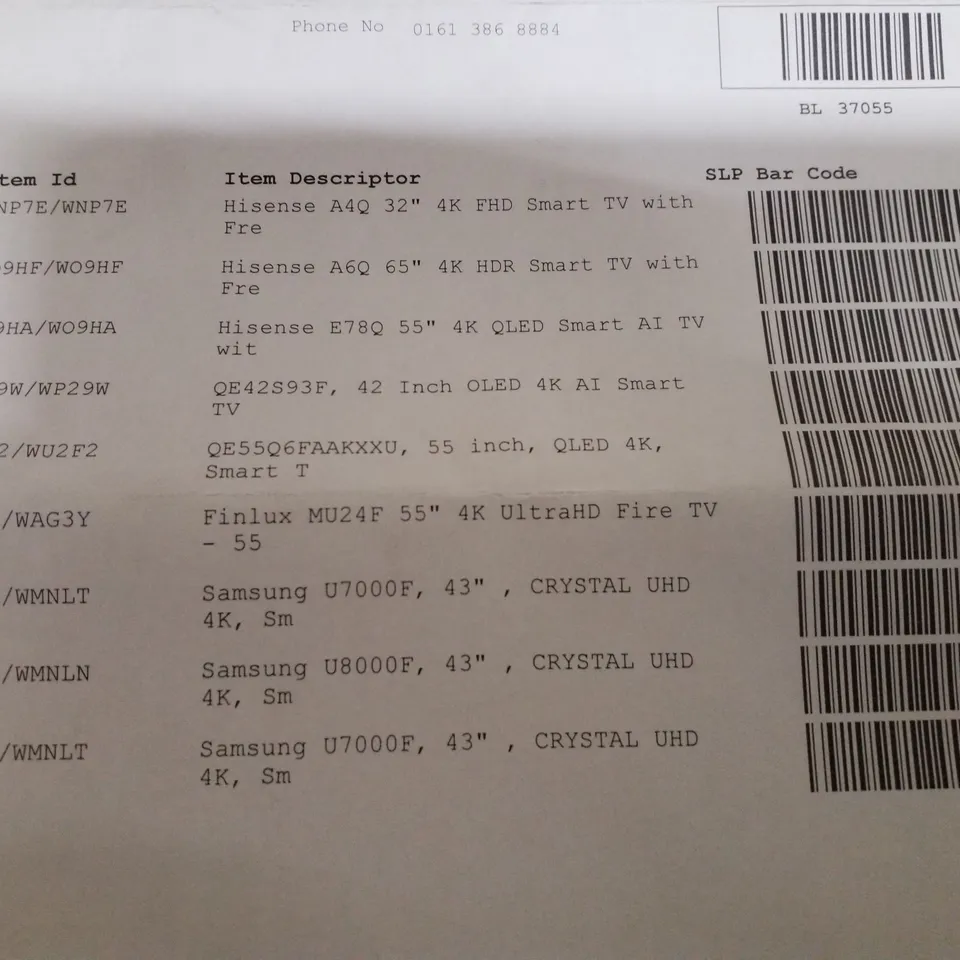 Phone No 0161 386 8884
BL 37055
tem Id Item Descriptor SLP Bar Code
NP7E/WNP7E Hisense A4Q 32" 4K FHD Smart TV with
Fre
9HF/WO9HF Hisense A6Q 65" 4K HDR Smart TV with
Fre
9HA/WO9HA Hisense E78Q 55" 4K QLED Smart AI TV
wit
9W/WP29W QE42S93F, 42 Inch OLED 4K AI Smart
TV
2/WU2F2 QE55Q6FAAKXXU, 55 inch, QLED 4K,
Smart T
/WAG3Y Finlux MU24F 55" 4K UltraHD Fire TV
- 55
/WMNLT Samsung U7000F, 43" , CRYSTAL UHD
4K, Sm
/WMNLN Samsung U8000F, 43" , CRYSTAL UHD
4K, Sm
/WMNLT Samsung U7000F, 43" , CRYSTAL UHD
4K, Sm